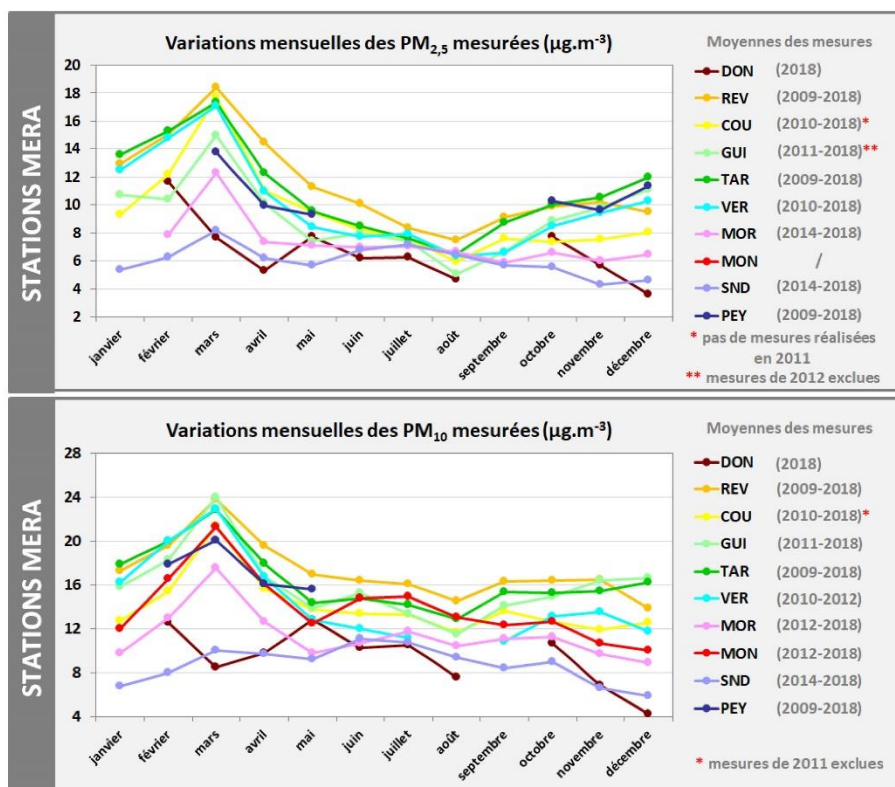 STATIONS MERA
Variations mensuelles des PM2,5 mesurées (µg.m-3)
20
18
16
14
12
10
8
6
4
2
janvier
février
mars
avril
mai
juin
juillet
août
septembre
octobre
novembre
décembre
Moyennes des mesures
DON (2018)
REV (2009-2018)
COU (2010-2018)*
GUI (2011-2018)**
TAR (2009-2018)
VER (2010-2018)
MOR (2014-2018)
MON /
SND (2014-2018)
PEY (2009-2018)
* pas de mesures réalisées
en 2011
** mesures de 2012 exclues
STATIONS MERA
Variations mensuelles des PM10 mesurées (µg.m-3)
28
24
20
16
12
8
4
janvier
février
mars
avril
mai
juin
juillet
août
septembre
octobre
novembre
décembre
Moyennes des mesures
DON (2018)
REV (2009-2018)
COU (2010-2018)*
GUI (2011-2018)
TAR (2009-2018)
VER (2010-2012)
MOR (2012-2018)
MON (2012-2018)
SND (2014-2018)
PEY (2009-2018)
* mesures de 2011 exclues